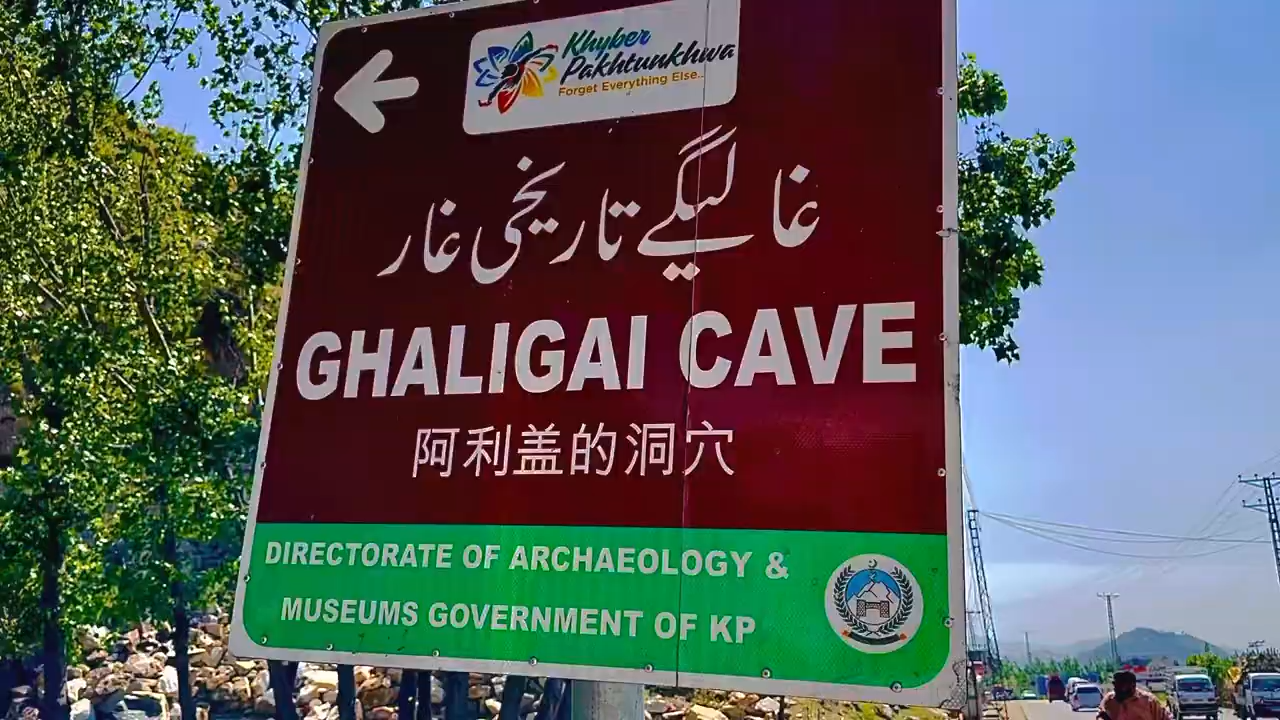 Khyber
Pakhtunkhwa
Forget Everything Else..
غالیگے تاریخی غار
GHALIGAI CAVE
阿利盖的洞穴
DIRECTORATE OF ARCHAEOLOGY &
MUSEUMS GOVERNMENT OF KP